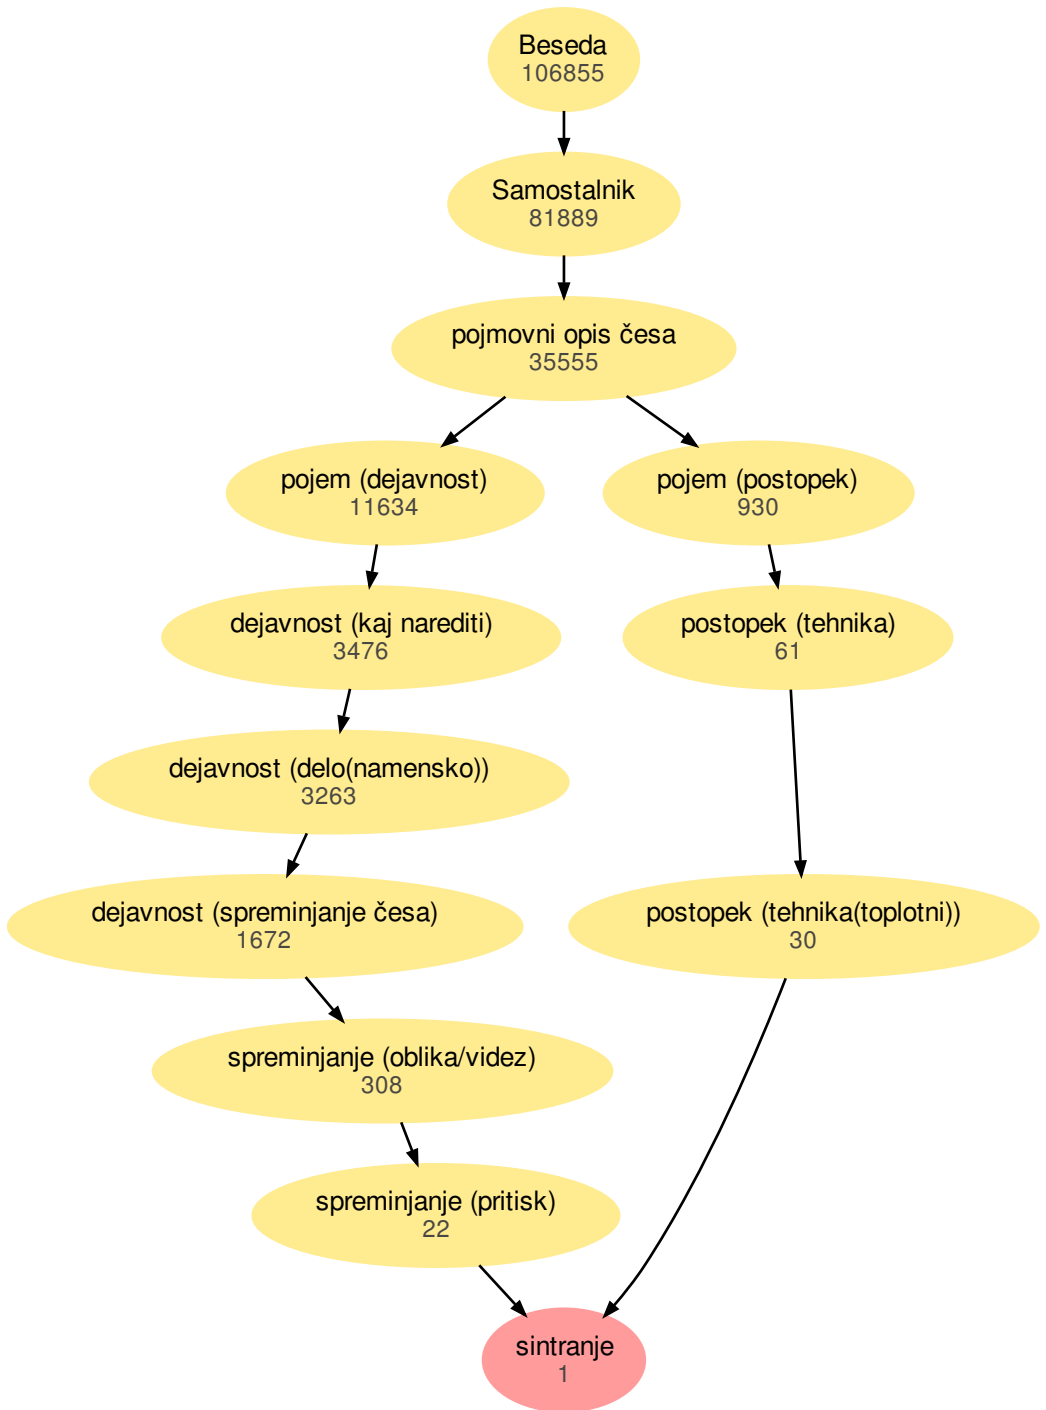 Beseda
106855
Samostalnik
81889
pojmovni opis česa
35555
pojem (dejavnost)
11634
pojem (postopek)
930
dejavnost (kaj narediti)
3476
postopek (tehnika)
61
dejavnost (delo(namensko))
3263
dejavnost (spreminjanje česa)
1672
postopek (tehnika(toplotni))
30
spreminjanje (oblika/videz)
308
spreminjanje (pritisk)
22
sintranje
1